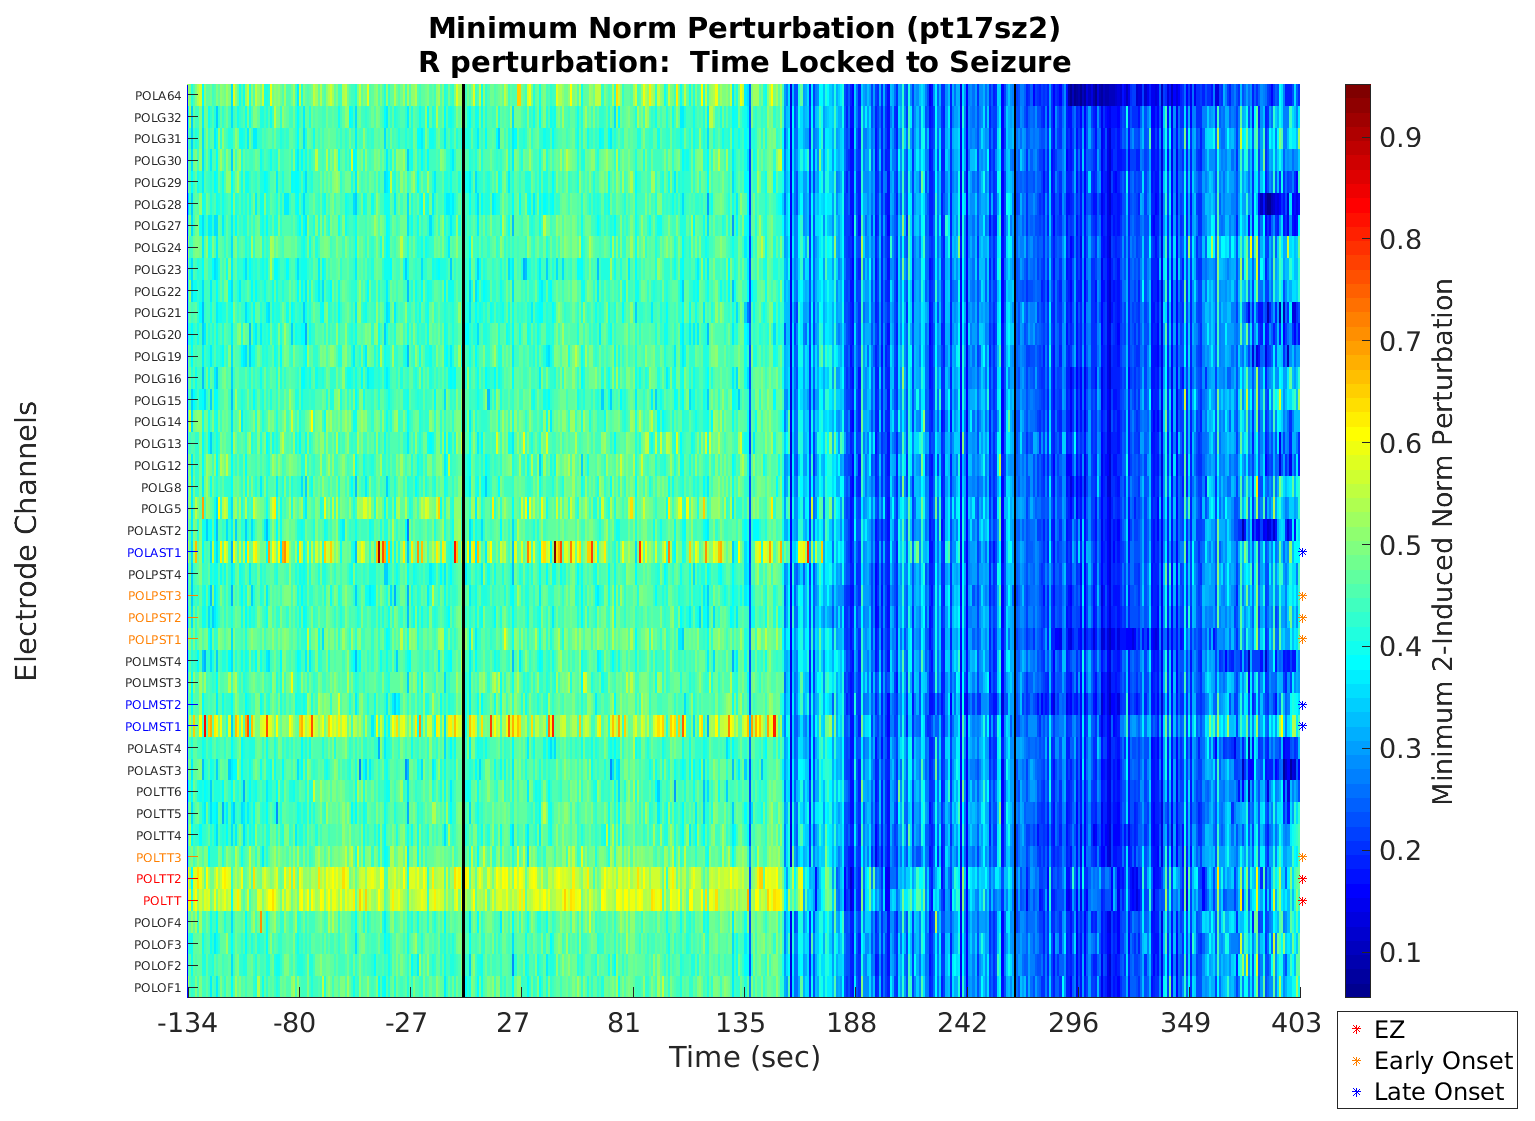 Minimum Norm Perturbation (pt17sz2)
R perturbation:  Time Locked to Seizure
Electrode Channels
POLA64
POLG32
POLG31
POLG30
POLG29
POLG28
POLG27
POLG24
POLG23
POLG22
POLG21
POLG20
POLG19
POLG16
POLG15
POLG14
POLG13
POLG12
POLG8
POLG5
POLAST2
POLAST1
POLPST4
POLPST3
POLPST2
POLPST1
POLMST4
POLMST3
POLMST2
POLMST1
POLAST4
POLAST3
POLTT6
POLTT5
POLTT4
POLTT3
POLTT2
POLTT
POLOF4
POLOF3
POLOF2
POLOF1
-134 -80 -27 27 81 135 188 242 296 349 403
Time (sec)
0.9
0.8
0.7
0.6
0.5
0.4
0.3
0.2
0.1
Minimum 2-Induced Norm Perturbation
EZ
Early Onset
Late Onset